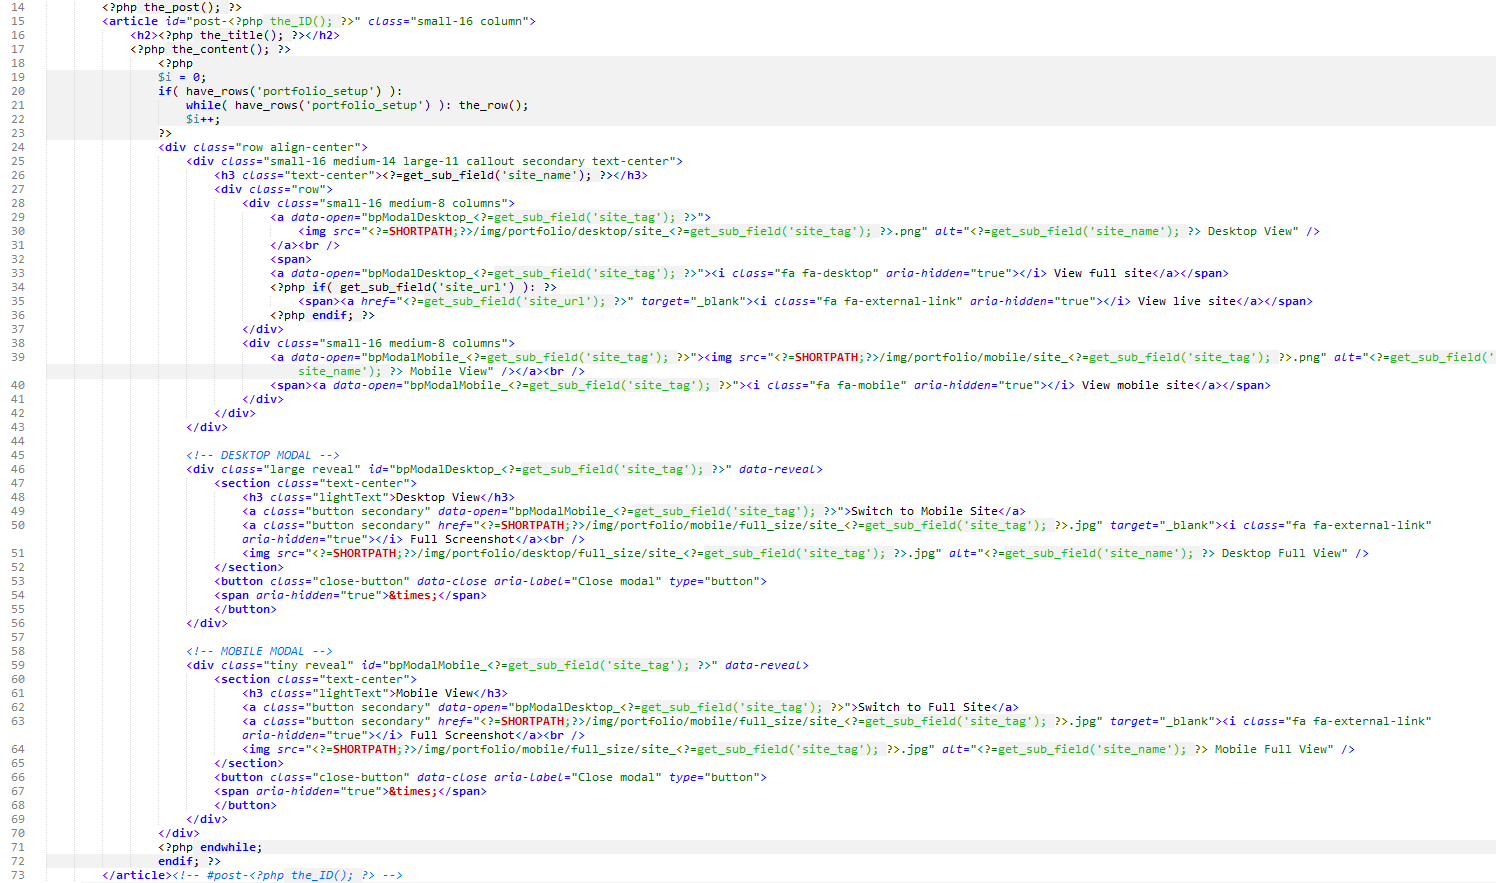 14 <?php the_post(); ?>
15 <article id="post-<?php the_ID(); ?>" class="small-16 column">
16 <h2><?php the_title(); ?></h2>
17 <?php the_content(); ?>
18 <?php
19 $i = 0;
20 if( have_rows('portfolio_setup') ):
21 while( have_rows('portfolio_setup') ): the_row();
22 $i++;
23 ?>
24 <div class="row align-center">
25 <div class="small-16 medium-14 large-11 callout secondary text-center">
26 <h3 class="text-center"><?=get_sub_field('site_name'); ?></h3>
27 <div class="row">
28 <div class="small-16 medium-8 columns">
29 <a data-open="bpModalDesktop_<?=get_sub_field('site_tag'); ?>">
30 <img src="<?=SHORTPATH;?>/img/portfolio/desktop/site_<?=get_sub_field('site_tag'); ?>.png" alt="<?=get_sub_field('site_name'); ?> Desktop View" />
31 </a><br />
32 <span>
33 <a data-open="bpModalDesktop_<?=get_sub_field('site_tag'); ?>"><i class="fa fa-desktop" aria-hidden="true"></i> View full site</a></span>
34 <?php if( get_sub_field('site_url') ): ?>
35 <span><a href="<?=get_sub_field('site_url'); ?>" target="_blank"><i class="fa fa-external-link" aria-hidden="true"></i> View live site</a></span>
36 <?php endif; ?>
37 </div>
38 <div class="small-16 medium-8 columns">
39 <a data-open="bpModalMobile_<?=get_sub_field('site_tag'); ?>"><img src="<?=SHORTPATH;?>/img/portfolio/mobile/site_<?=get_sub_field('site_tag'); ?>.png" alt="<?=get_sub_field('
site_name'); ?> Mobile View" /></a><br />
40 <span><a data-open="bpModalMobile_<?=get_sub_field('site_tag'); ?>"><i class="fa fa-mobile" aria-hidden="true"></i> View mobile site</a></span>
41 </div>
42 </div>
43 </div>
44
45 <!-- DESKTOP MODAL -->
46 <div class="large reveal" id="bpModalDesktop_<?=get_sub_field('site_tag'); ?>" data-reveal>
47 <section class="text-center">
48 <h3 class="lightText">Desktop View</h3>
49 <a class="button secondary" data-open="bpModalMobile_<?=get_sub_field('site_tag'); ?>">Switch to Mobile Site</a>
50 <a class="button secondary" href="<?=SHORTPATH;?>/img/portfolio/mobile/full_size/site_<?=get_sub_field('site_tag'); ?>.jpg" target="_blank"><i class="fa fa-external-link"
aria-hidden="true"></i> Full Screenshot</a><br />
51 <img src="<?=SHORTPATH;?>/img/portfolio/desktop/full_size/site_<?=get_sub_field('site_tag'); ?>.jpg" alt="<?=get_sub_field('site_name'); ?> Desktop Full View" />
52 </section>
53 <button class="close-button" data-close aria-label="Close modal" type="button">
54 <span aria-hidden="true">&times;</span>
55 </button>
56 </div>
57
58 <!-- MOBILE MODAL -->
59 <div class="tiny reveal" id="bpModalMobile_<?=get_sub_field('site_tag'); ?>" data-reveal>
60 <section class="text-center">
61 <h3 class="lightText">Mobile View</h3>
62 <a class="button secondary" data-open="bpModalDesktop_<?=get_sub_field('site_tag'); ?>">Switch to Full Site</a>
63 <a class="button secondary" href="<?=SHORTPATH;?>/img/portfolio/mobile/full_size/site_<?=get_sub_field('site_tag'); ?>.jpg" target="_blank"><i class="fa fa-external-link"
aria-hidden="true"></i> Full Screenshot</a><br />
64 <img src="<?=SHORTPATH;?>/img/portfolio/mobile/full_size/site_<?=get_sub_field('site_tag'); ?>.jpg" alt="<?=get_sub_field('site_name'); ?> Mobile Full View" />
65 </section>
66 <button class="close-button" data-close aria-label="Close modal" type="button">
67 <span aria-hidden="true">&times;</span>
68 </button>
69 </div>
70 </div>
71 <?php endwhile;
72 endif; ?>
73 </article><!-- #post-<?php the_ID(); ?> -->